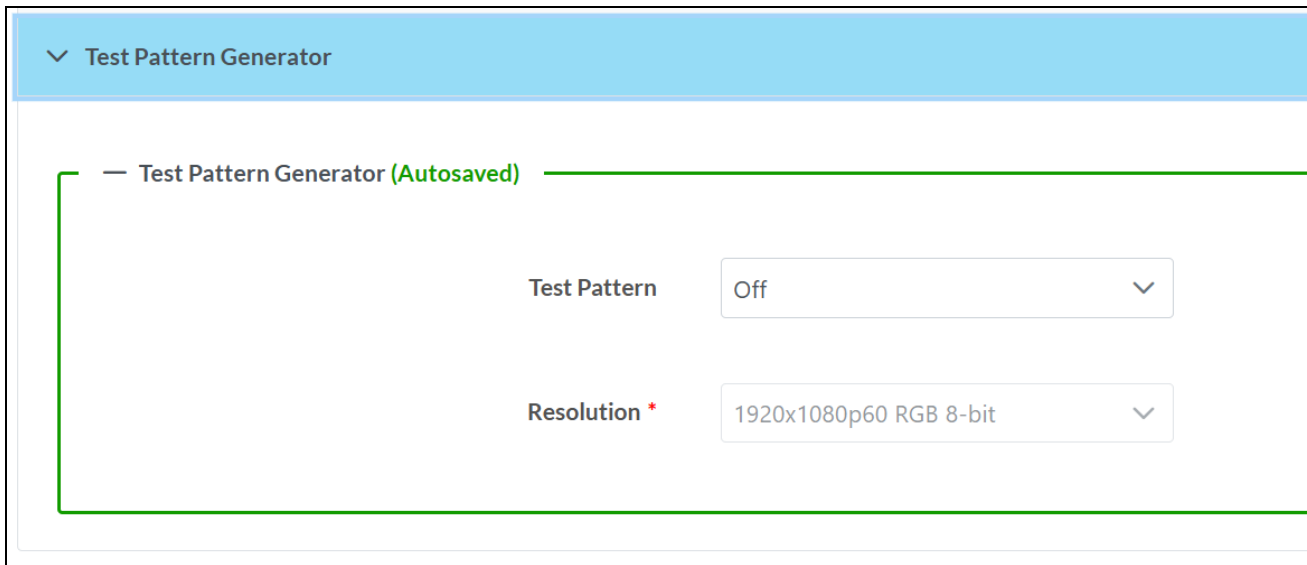 Test Pattern Generator
Test Pattern Generator (Autosaved)
Test Pattern Off
Resolution * 1920x1080p60 RGB 8-bit